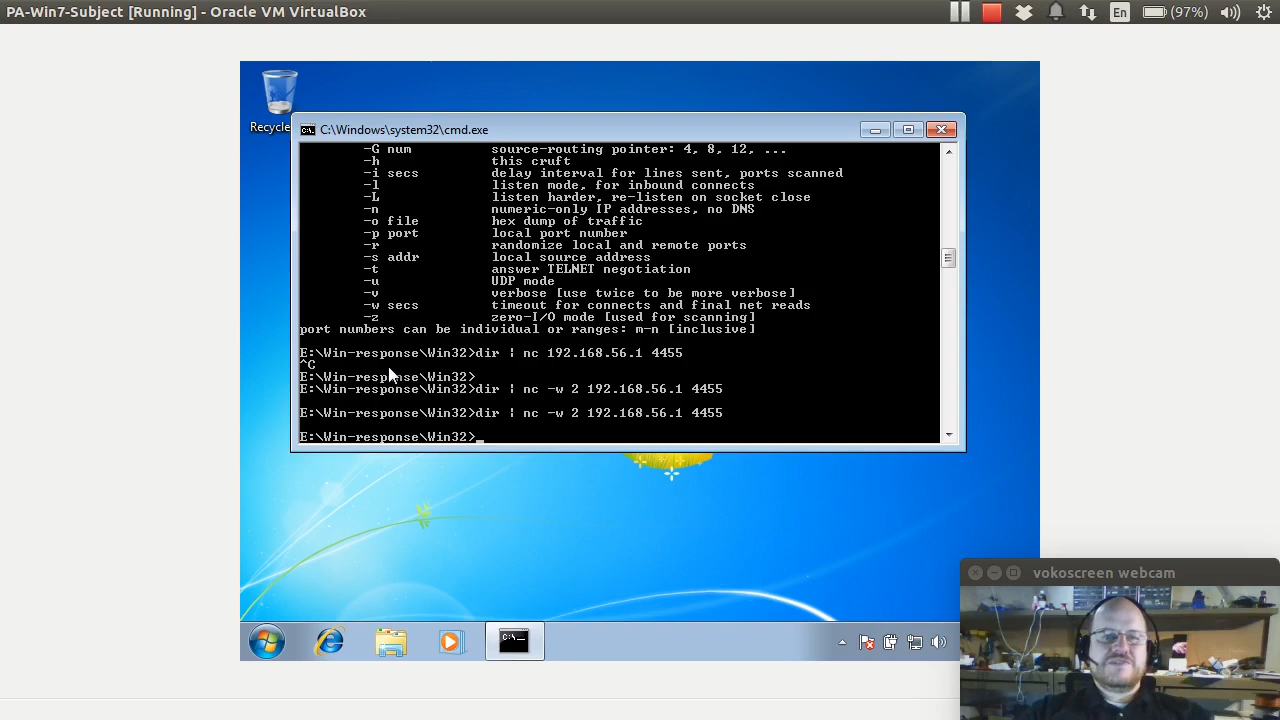 PA-Win7-Subject [Running] - Oracle VM VirtualBox
En
(97%)
Recycle
C:\Windows\system32\cmd.exe
-G num source-routing pointer: 4, 8, 12, ...
-h this cruft
-i secs delay interval for lines sent, ports scanned
-l listen mode, for inbound connects
-L listen harder, re-listen on socket close
-n numeric-only IP addresses, no DNS
-o file hex dump of traffic
-p port local port number
-r randomize local and remote ports
-s addr local source address
-t answer TELNET negotiation
-u UDP mode
-v verbose [use twice to be more verbose]
-w secs timeout for connects and final net reads
-z zero-I/O mode [used for scanning]
port numbers can be individual or ranges: m-n [inclusive]
E:\Win-response\Win32>dir | nc 192.168.56.1 4455
^C
E:\Win-response\Win32>
E:\Win-response\Win32>dir | nc -w 2 192.168.56.1 4455
E:\Win-response\Win32>dir | nc -w 2 192.168.56.1 4455
E:\Win-response\Win32>_
vokoscreen webcam